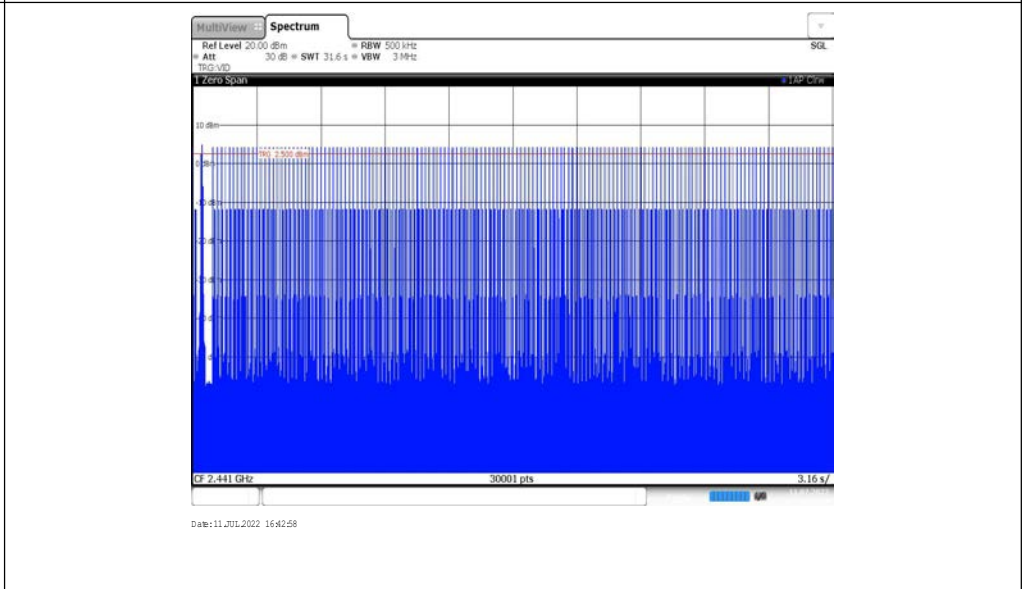 MultiView Spectrum
Ref Level 20.00 dBm RBW 500 kHz SGL
Att 30 dB SWT 31.6 s VBW 3 MHz
TRG:VID
1 Zero Span 1AP Clrw
10 dBm
TRG 2.500 dBm
0 dBm
CF 2.441 GHz 30001 pts 3.16 s/
Date:11.JUL.2022 16:42:58